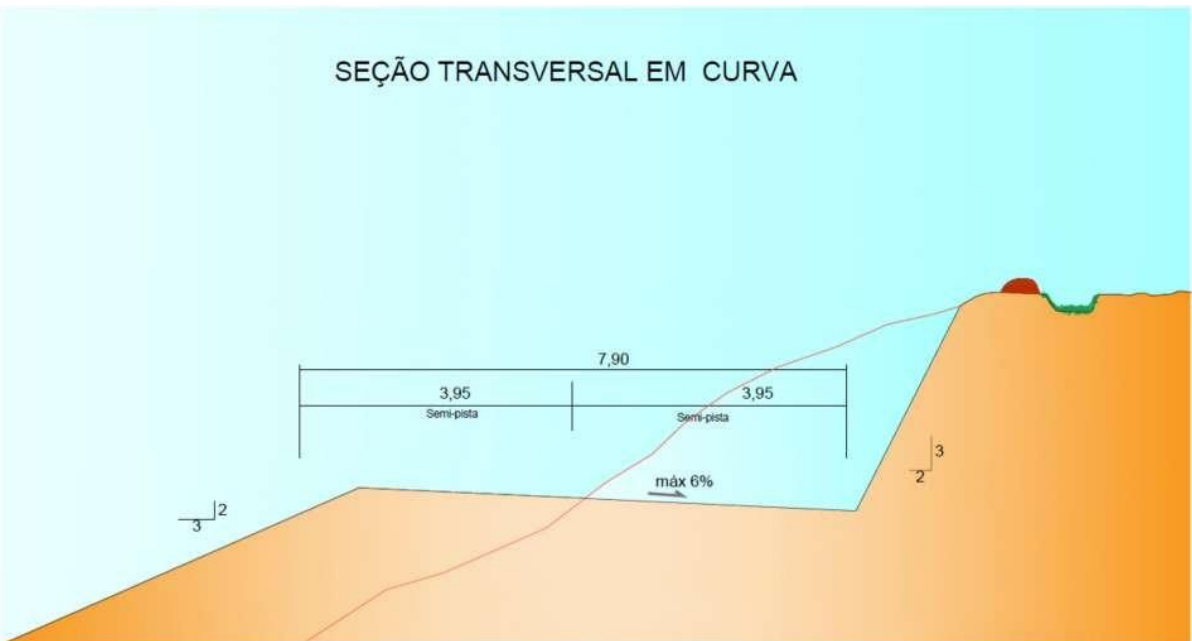 SEÇÃO TRANSVERSAL EM CURVA
7,90
3,95
3,95
Semi-pista
Semi-pista
3
2
máx 6%
2
3